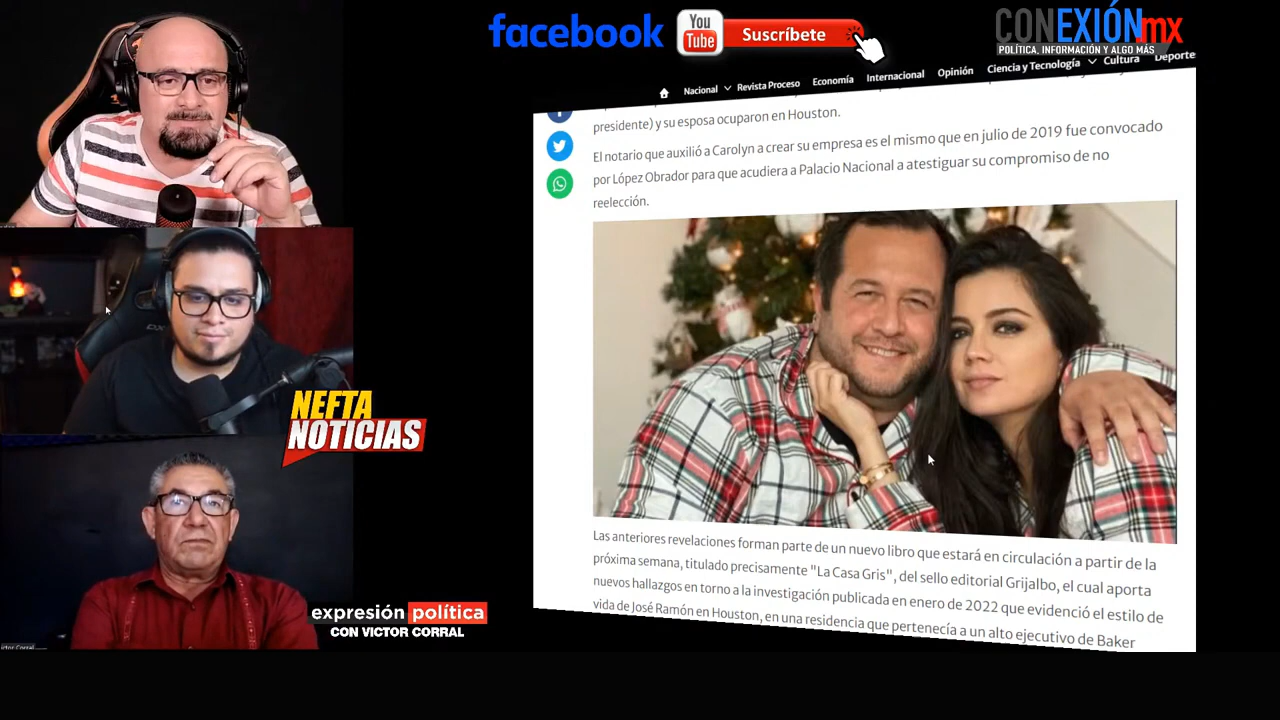 facebook
You
Tube
Suscríbete
CONEXIÓN.mx
POLÍTICA, INFORMACIÓN Y ALGO MÁS
Nacional
Revista Proceso
Economía
Internacional
Opinión
Ciencia y Tecnología
Cultura
Deporte
presidente) y su esposa ocuparon en Houston.
El notario que auxilió a Carolyn a crear su empresa es el mismo que en julio de 2019 fue convocado
por López Obrador para que acudiera a Palacio Nacional a atestiguar su compromiso de no
reelección.
NEFTA
NOTICIAS
Las anteriores revelaciones forman parte de un nuevo libro que estará en circulación a partir de la
próxima semana, titulado precisamente "La Casa Gris", del sello editorial Grijalbo, el cual aporta
nuevos hallazgos en torno a la investigación publicada en enero de 2022 que evidenció el estilo de
vida de José Ramón en Houston, en una residencia que pertenecía a un alto ejecutivo de Baker
expresión política
CON VICTOR CORRAL